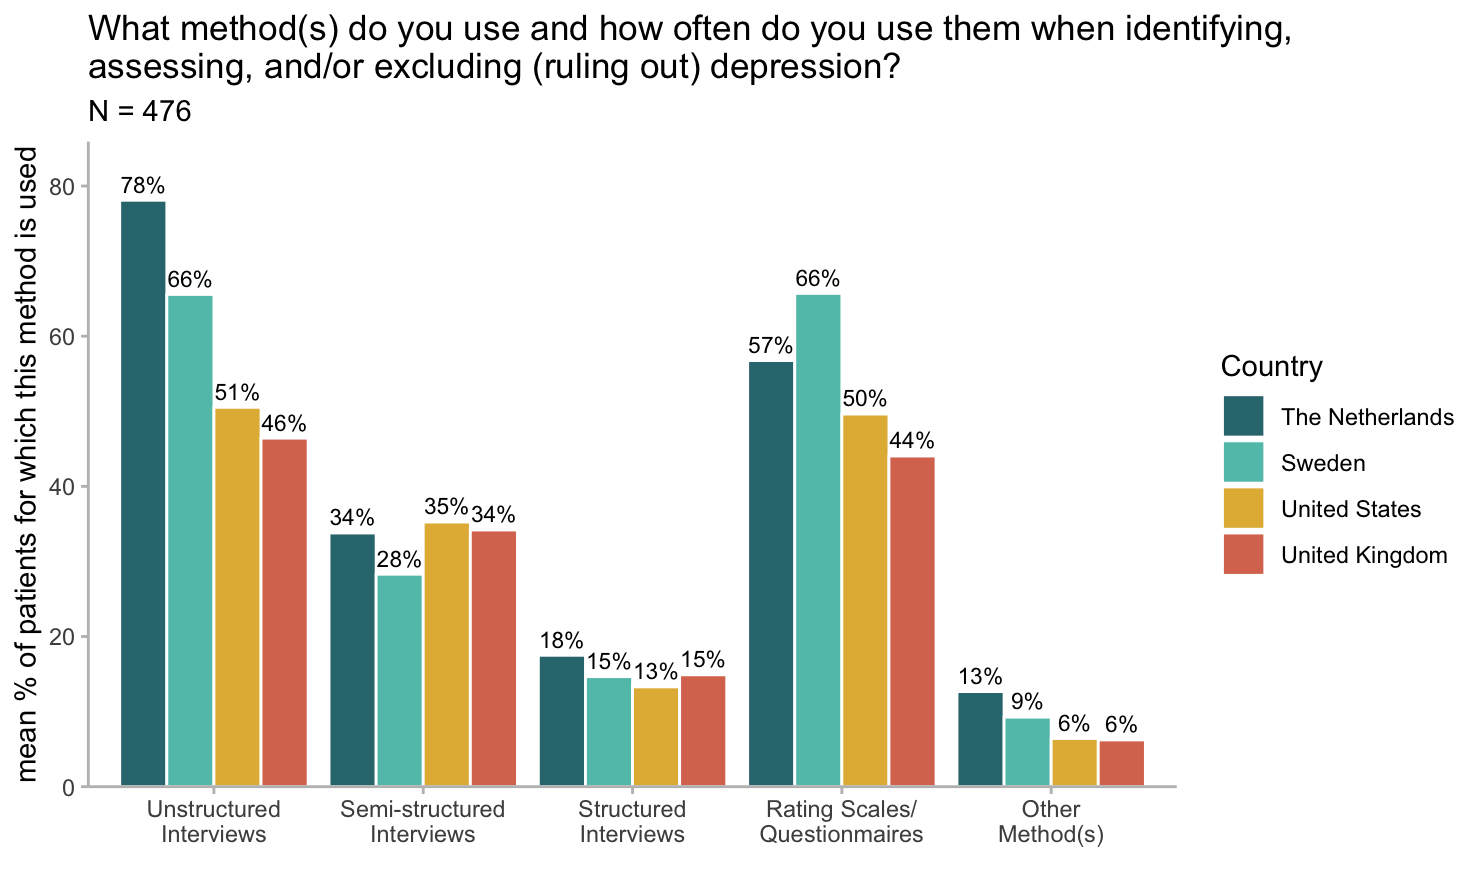 What method(s) do you use and how often do you use them when identifying,
assessing, and/or excluding (ruling out) depression?
N = 476
mean % of patients for which this method is used
80
60
40
20
0
78%
66%
51%
46%
34%
28%
35%
34%
18%
15%
13%
15%
57%
66%
50%
44%
13%
9%
6%
6%
Unstructured
Interviews
Semi-structured
Interviews
Structured
Interviews
Rating Scales/
Questionmaires
Other
Method(s)
Country
The Netherlands
Sweden
United States
United Kingdom